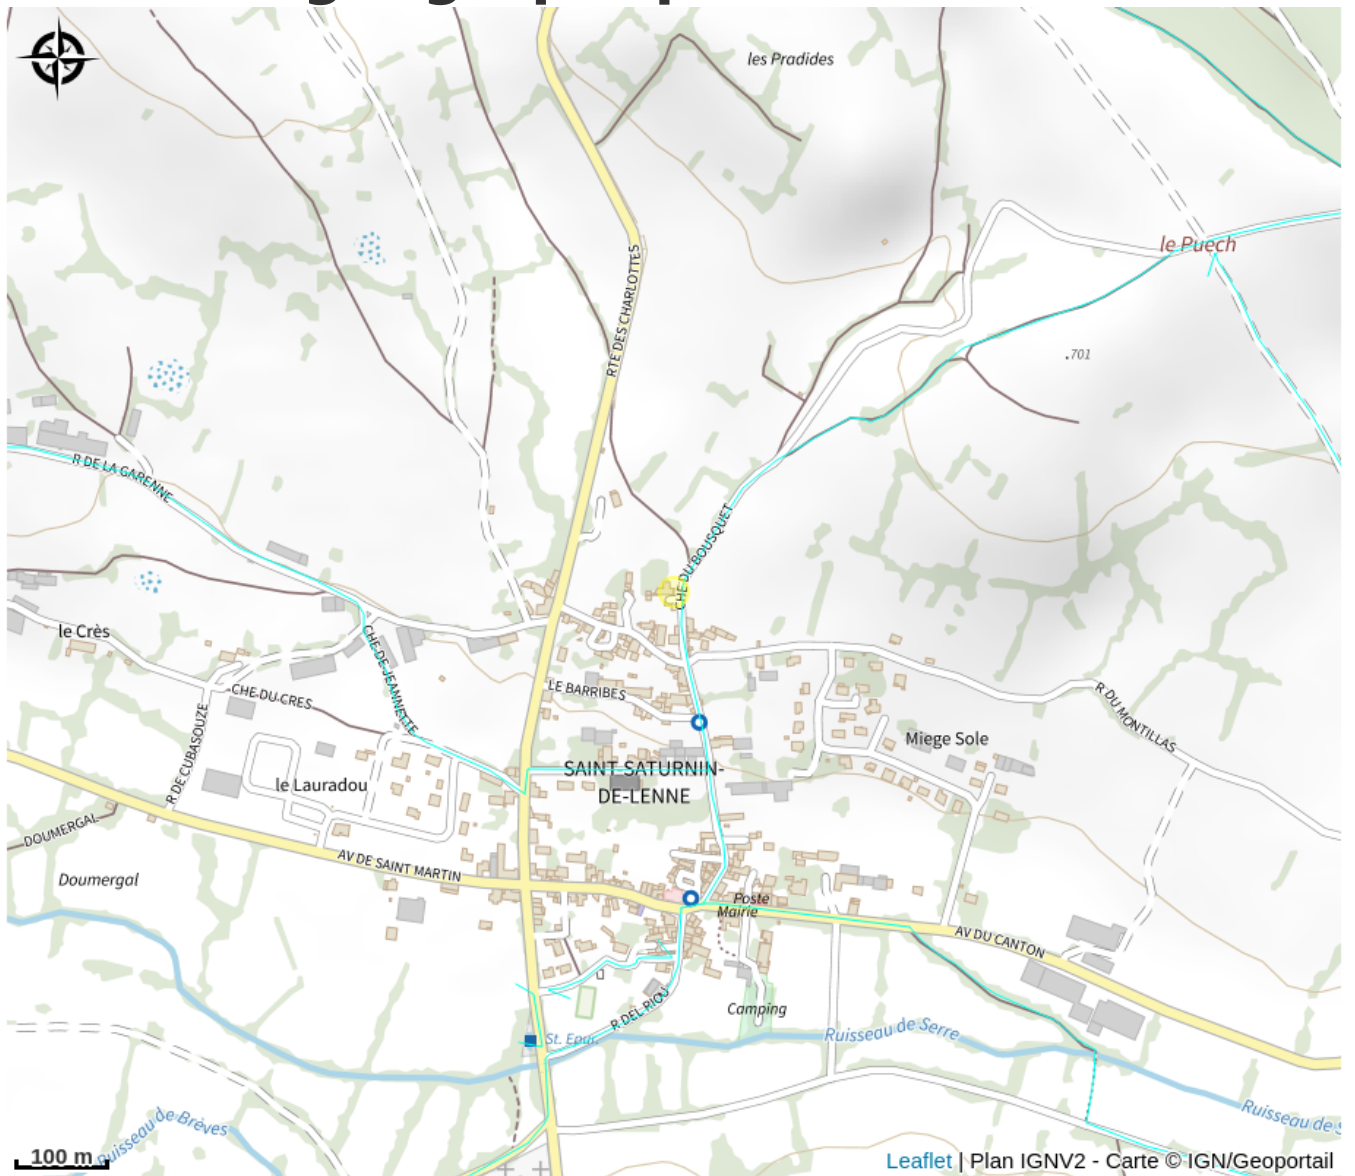 les Pradides
le Puech
RTE DES CHARLOTTES
.701
R DE LA GARENNE
CHE DU BOUSQUET
le Crès
CHE DE JEANNETTE
CHE DU CRES
LE BARRIBES
R DU MONTILLAS
R DE CUBASOUZE
Miege Sole
le Lauradou
SAINT-SATURNIN-
DE-LENNE
DOUMERGAL
AV DE SAINT MARTIN
Doumergal
Poste
Mairie
AV DU CANTON
R DEL RIOU
Camping
Ruisseau de Serre
St. Epur.
Ruisseau de Brèves
Ruisseau de S
100 m
Leaflet | Plan IGNV2 - Carte © IGN/Geoportail